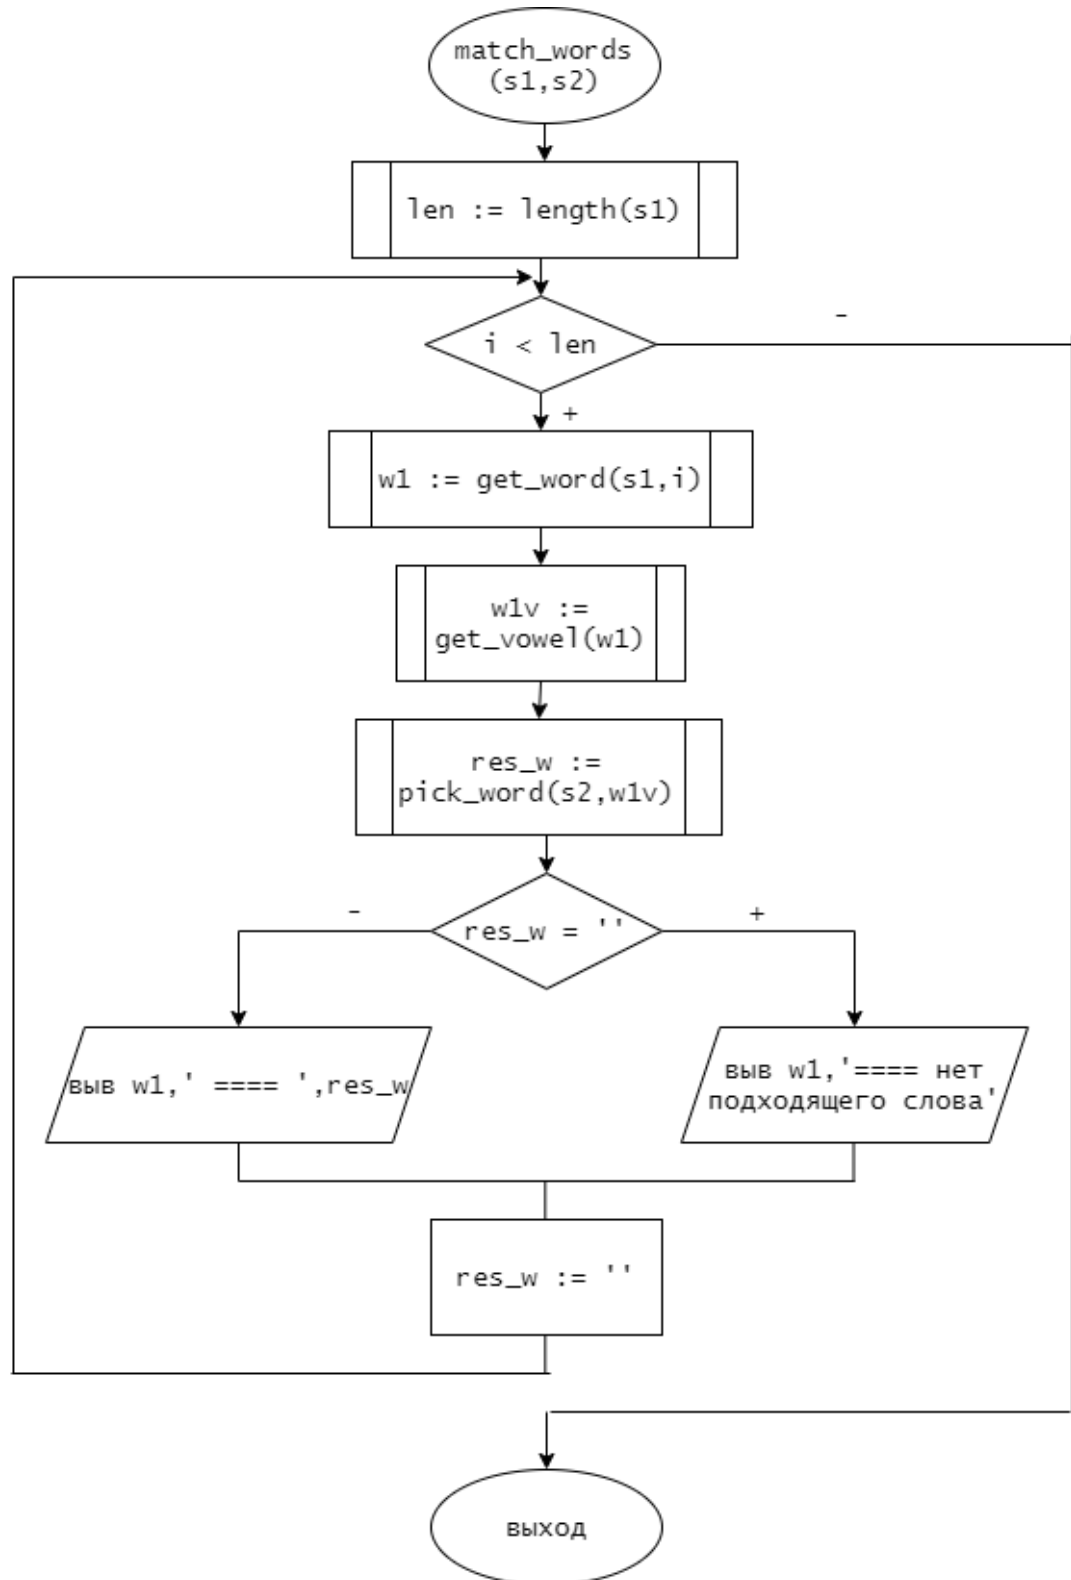 match_words
(s1,s2)
len := length(s1)
-
i < len
+
w1 := get_word(s1,i)
w1v :=
get_vowel(w1)
res_w :=
pick_word(s2,w1v)
-
+
res_w = ''
выв w1,' ==== ',res_w
выв w1,'==== нет
подходящего слова'
res_w := ''
выход